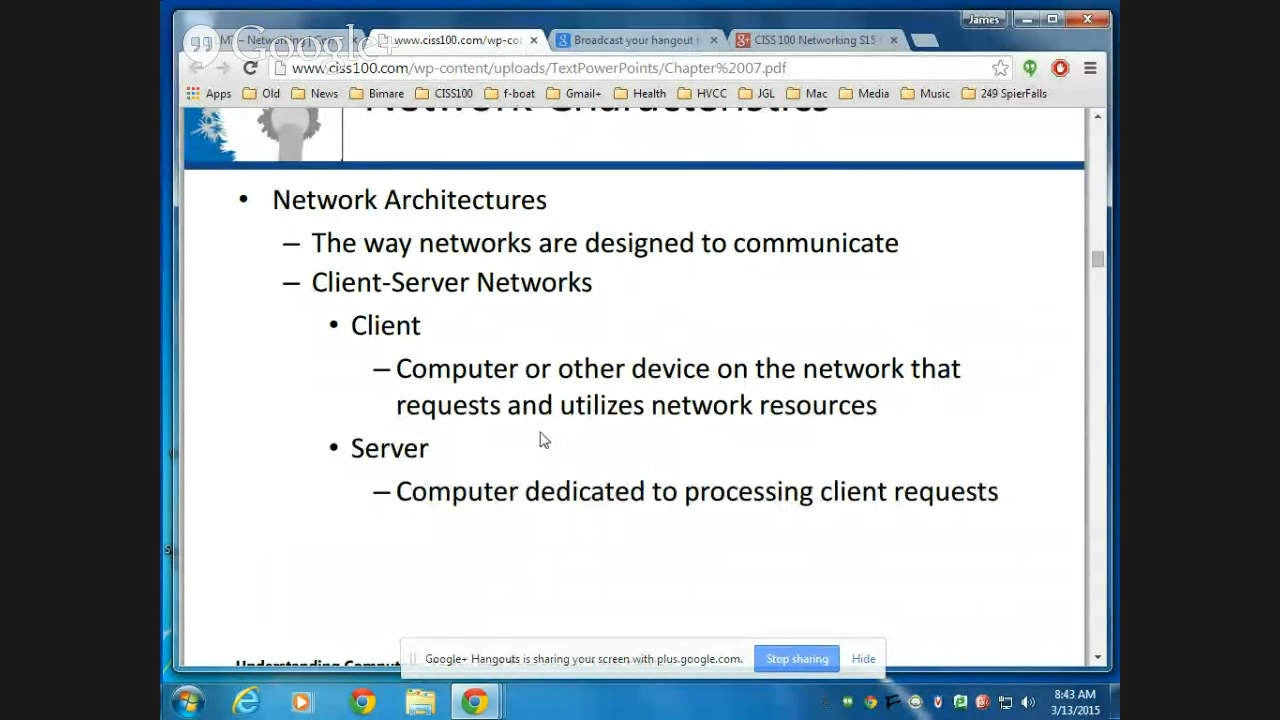 James
Google+
MT - Networking
www.ciss100.com/wp-co
Broadcast your hangout
CISS 100 Networking S15
www.ciss100.com/wp-content/uploads/TextPowerPoints/Chapter%2007.pdf
Apps Old News Bimare CISS100 f-boat Gmail+ Health HVCC JGL Mac Media Music 249 SpierFalls
Network Characteristics
• Network Architectures
– The way networks are designed to communicate
– Client-Server Networks
• Client
– Computer or other device on the network that
requests and utilizes network resources
• Server
– Computer dedicated to processing client requests
Understanding Comput
Google+ Hangouts is sharing your screen with plus.google.com. Stop sharing Hide
8:43 AM
3/13/2015